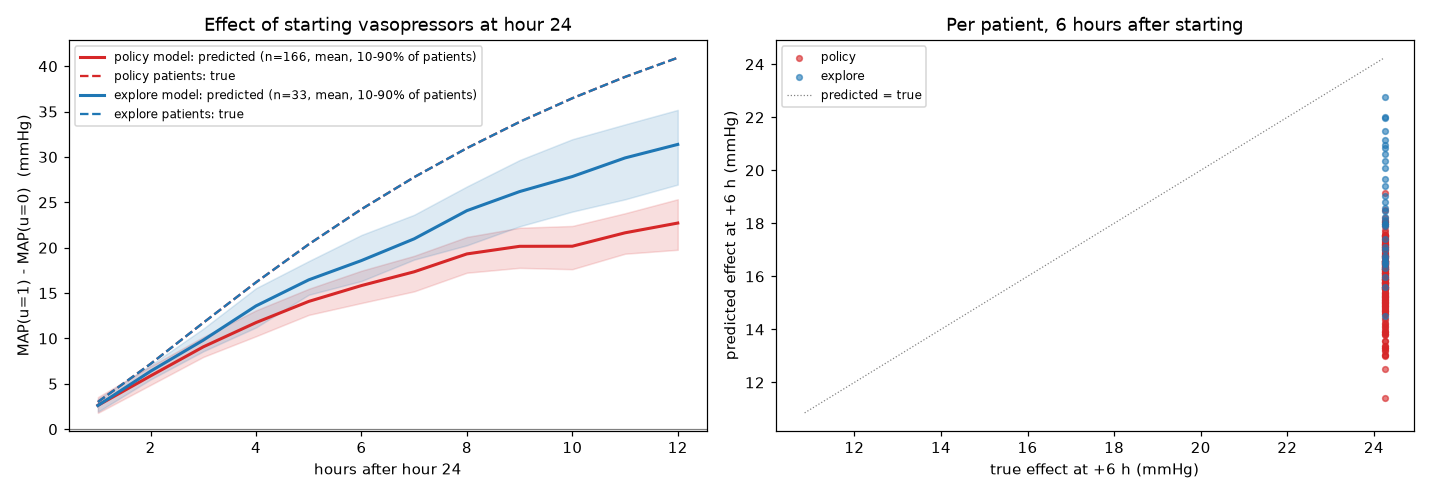 Effect of starting vasopressors at hour 24
policy model: predicted (n=166, mean, 10-90% of patients)
policy patients: true
explore model: predicted (n=33, mean, 10-90% of patients)
explore patients: true
40
35
30
25
20
15
10
5
0
MAP(u=1) - MAP(u=0) (mmHg)
2
4
6
8
10
12
hours after hour 24
Per patient, 6 hours after starting
policy
explore
predicted = true
24
22
20
18
16
14
12
predicted effect at +6 h (mmHg)
12
14
16
18
20
22
24
true effect at +6 h (mmHg)